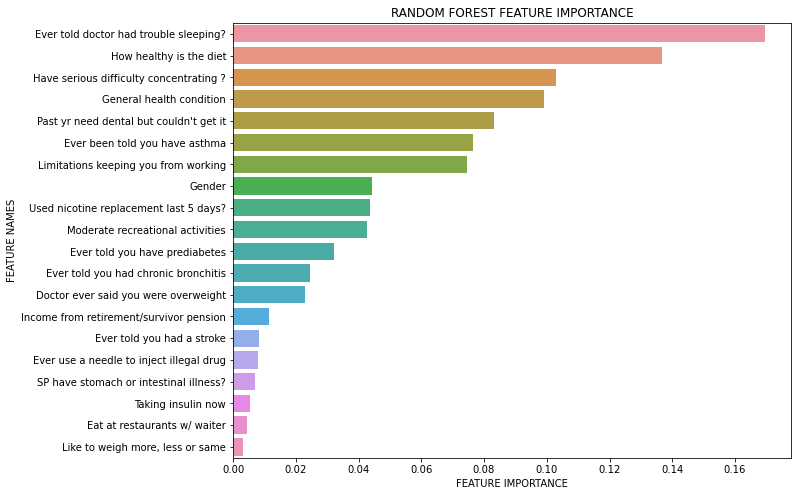 RANDOM FOREST FEATURE IMPORTANCE
FEATURE NAMES
Ever told doctor had trouble sleeping?
How healthy is the diet
Have serious difficulty concentrating ?
General health condition
Past yr need dental but couldn't get it
Ever been told you have asthma
Limitations keeping you from working
Gender
Used nicotine replacement last 5 days?
Moderate recreational activities
Ever told you have prediabetes
Ever told you had chronic bronchitis
Doctor ever said you were overweight
Income from retirement/survivor pension
Ever told you had a stroke
Ever use a needle to inject illegal drug
SP have stomach or intestinal illness?
Taking insulin now
Eat at restaurants w/ waiter
Like to weigh more, less or same
0.00 0.02 0.04 0.06 0.08 0.10 0.12 0.14 0.16
FEATURE IMPORTANCE